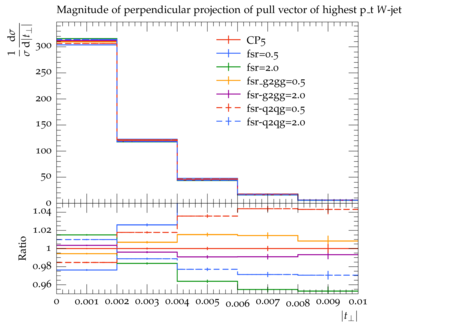 Magnitude of perpendicular projection of pull vector of highest p_t W-jet
1/σ dσ/d|t⊥|
300
250
200
150
100
50
0
CP5
fsr=0.5
fsr=2.0
fsr_g2gg=0.5
fsr-g2gg=2.0
fsr-q2qg=0.5
fsr-q2qg=2.0
Ratio
1.04
1.02
1
0.98
0.96
0 0.001 0.002 0.003 0.004 0.005 0.006 0.007 0.008 0.009 0.01
|t⊥|